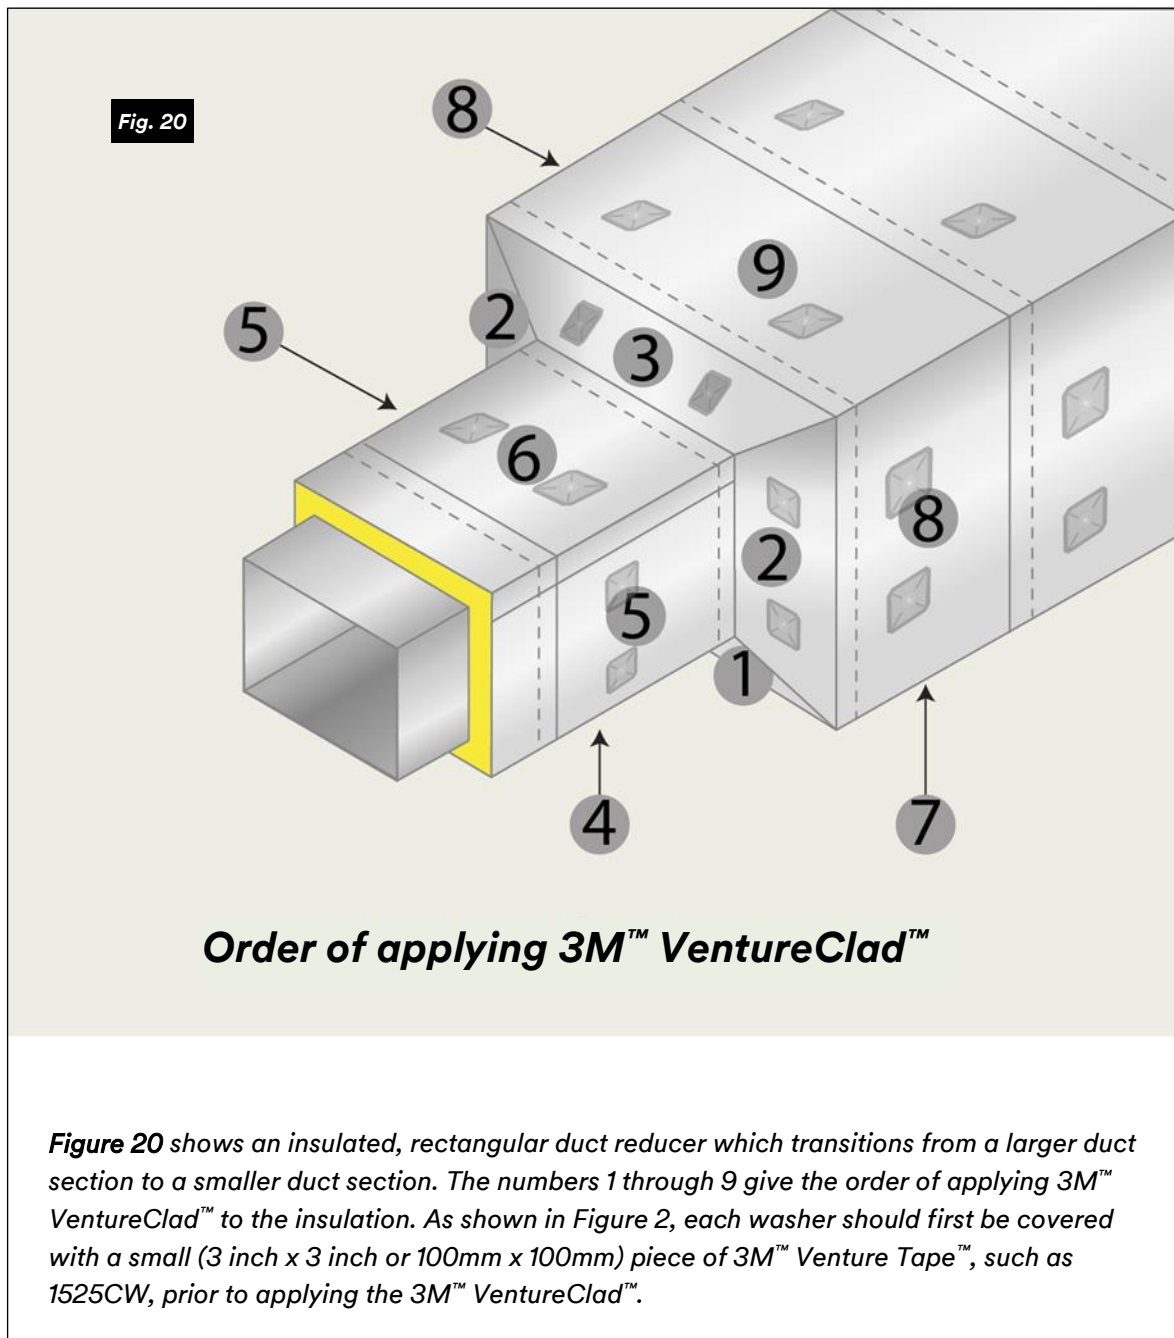 Fig. 20
8
9
2
5
3
6
8
2
5
1
4
7
Order of applying 3M™ VentureClad™
Figure 20 shows an insulated, rectangular duct reducer which transitions from a larger duct
section to a smaller duct section. The numbers 1 through 9 give the order of applying 3M™
VentureClad™ to the insulation. As shown in Figure 2, each washer should first be covered
with a small (3 inch x 3 inch or 100mm x 100mm) piece of 3M™ Venture Tape™, such as
1525CW, prior to applying the 3M™ VentureClad™.